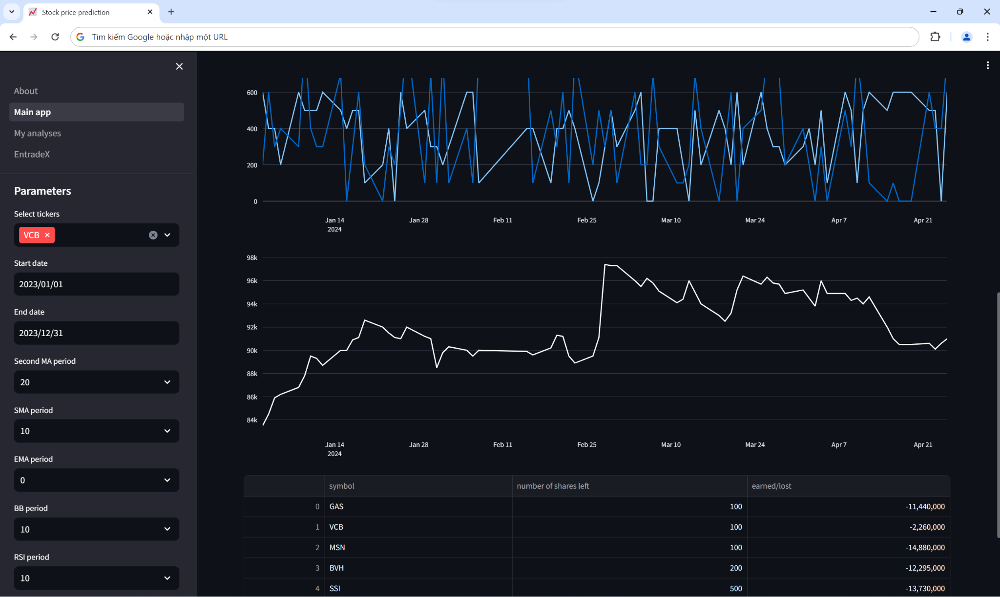 Stock price prediction
Tìm kiếm Google hoặc nhập một URL
About
Main app
My analyses
EntradeX
Parameters
Select tickers
VCB
Start date
2023/01/01
End date
2023/12/31
Second MA period
20
SMA period
10
EMA period
0
BB period
10
RSI period
10
600
400
200
0
Jan 14 Jan 28 Feb 11 Feb 25 Mar 10 Mar 24 Apr 7 Apr 21
2024
98k
96k
94k
92k
90k
88k
86k
84k
Jan 14 Jan 28 Feb 11 Feb 25 Mar 10 Mar 24 Apr 7 Apr 21
2024
symbol number of shares left earned/lost
0 GAS 100 -11,440,000
1 VCB 100 -2,260,000
2 MSN 100 -14,880,000
3 BVH 200 -12,295,000
4 SSI 500 -13,730,000